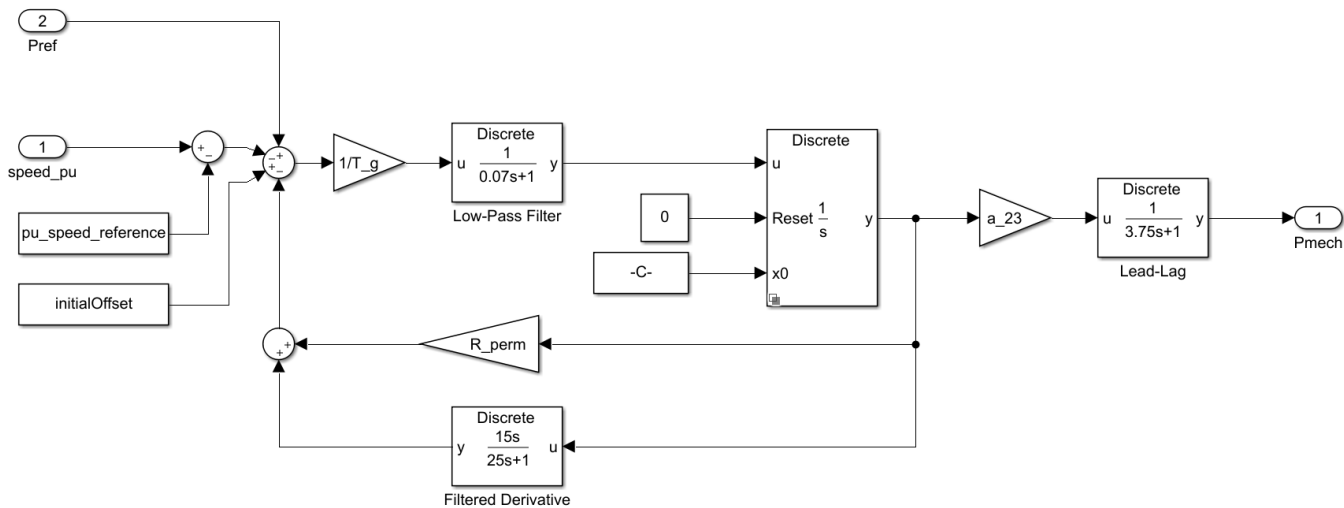 2
Pref
1
speed_pu
pu_speed_reference
initialOffset
+
−
−
+
+
−
1/T_g
Discrete
u
1
0.07s+1
y
Low-Pass Filter
0
-C-
Discrete
u
Reset
1
s
y
x0
a_23
Discrete
u
1
3.75s+1
y
Lead-Lag
1
Pmech
+
+
R_perm
Discrete
y
15s
25s+1
u
Filtered Derivative